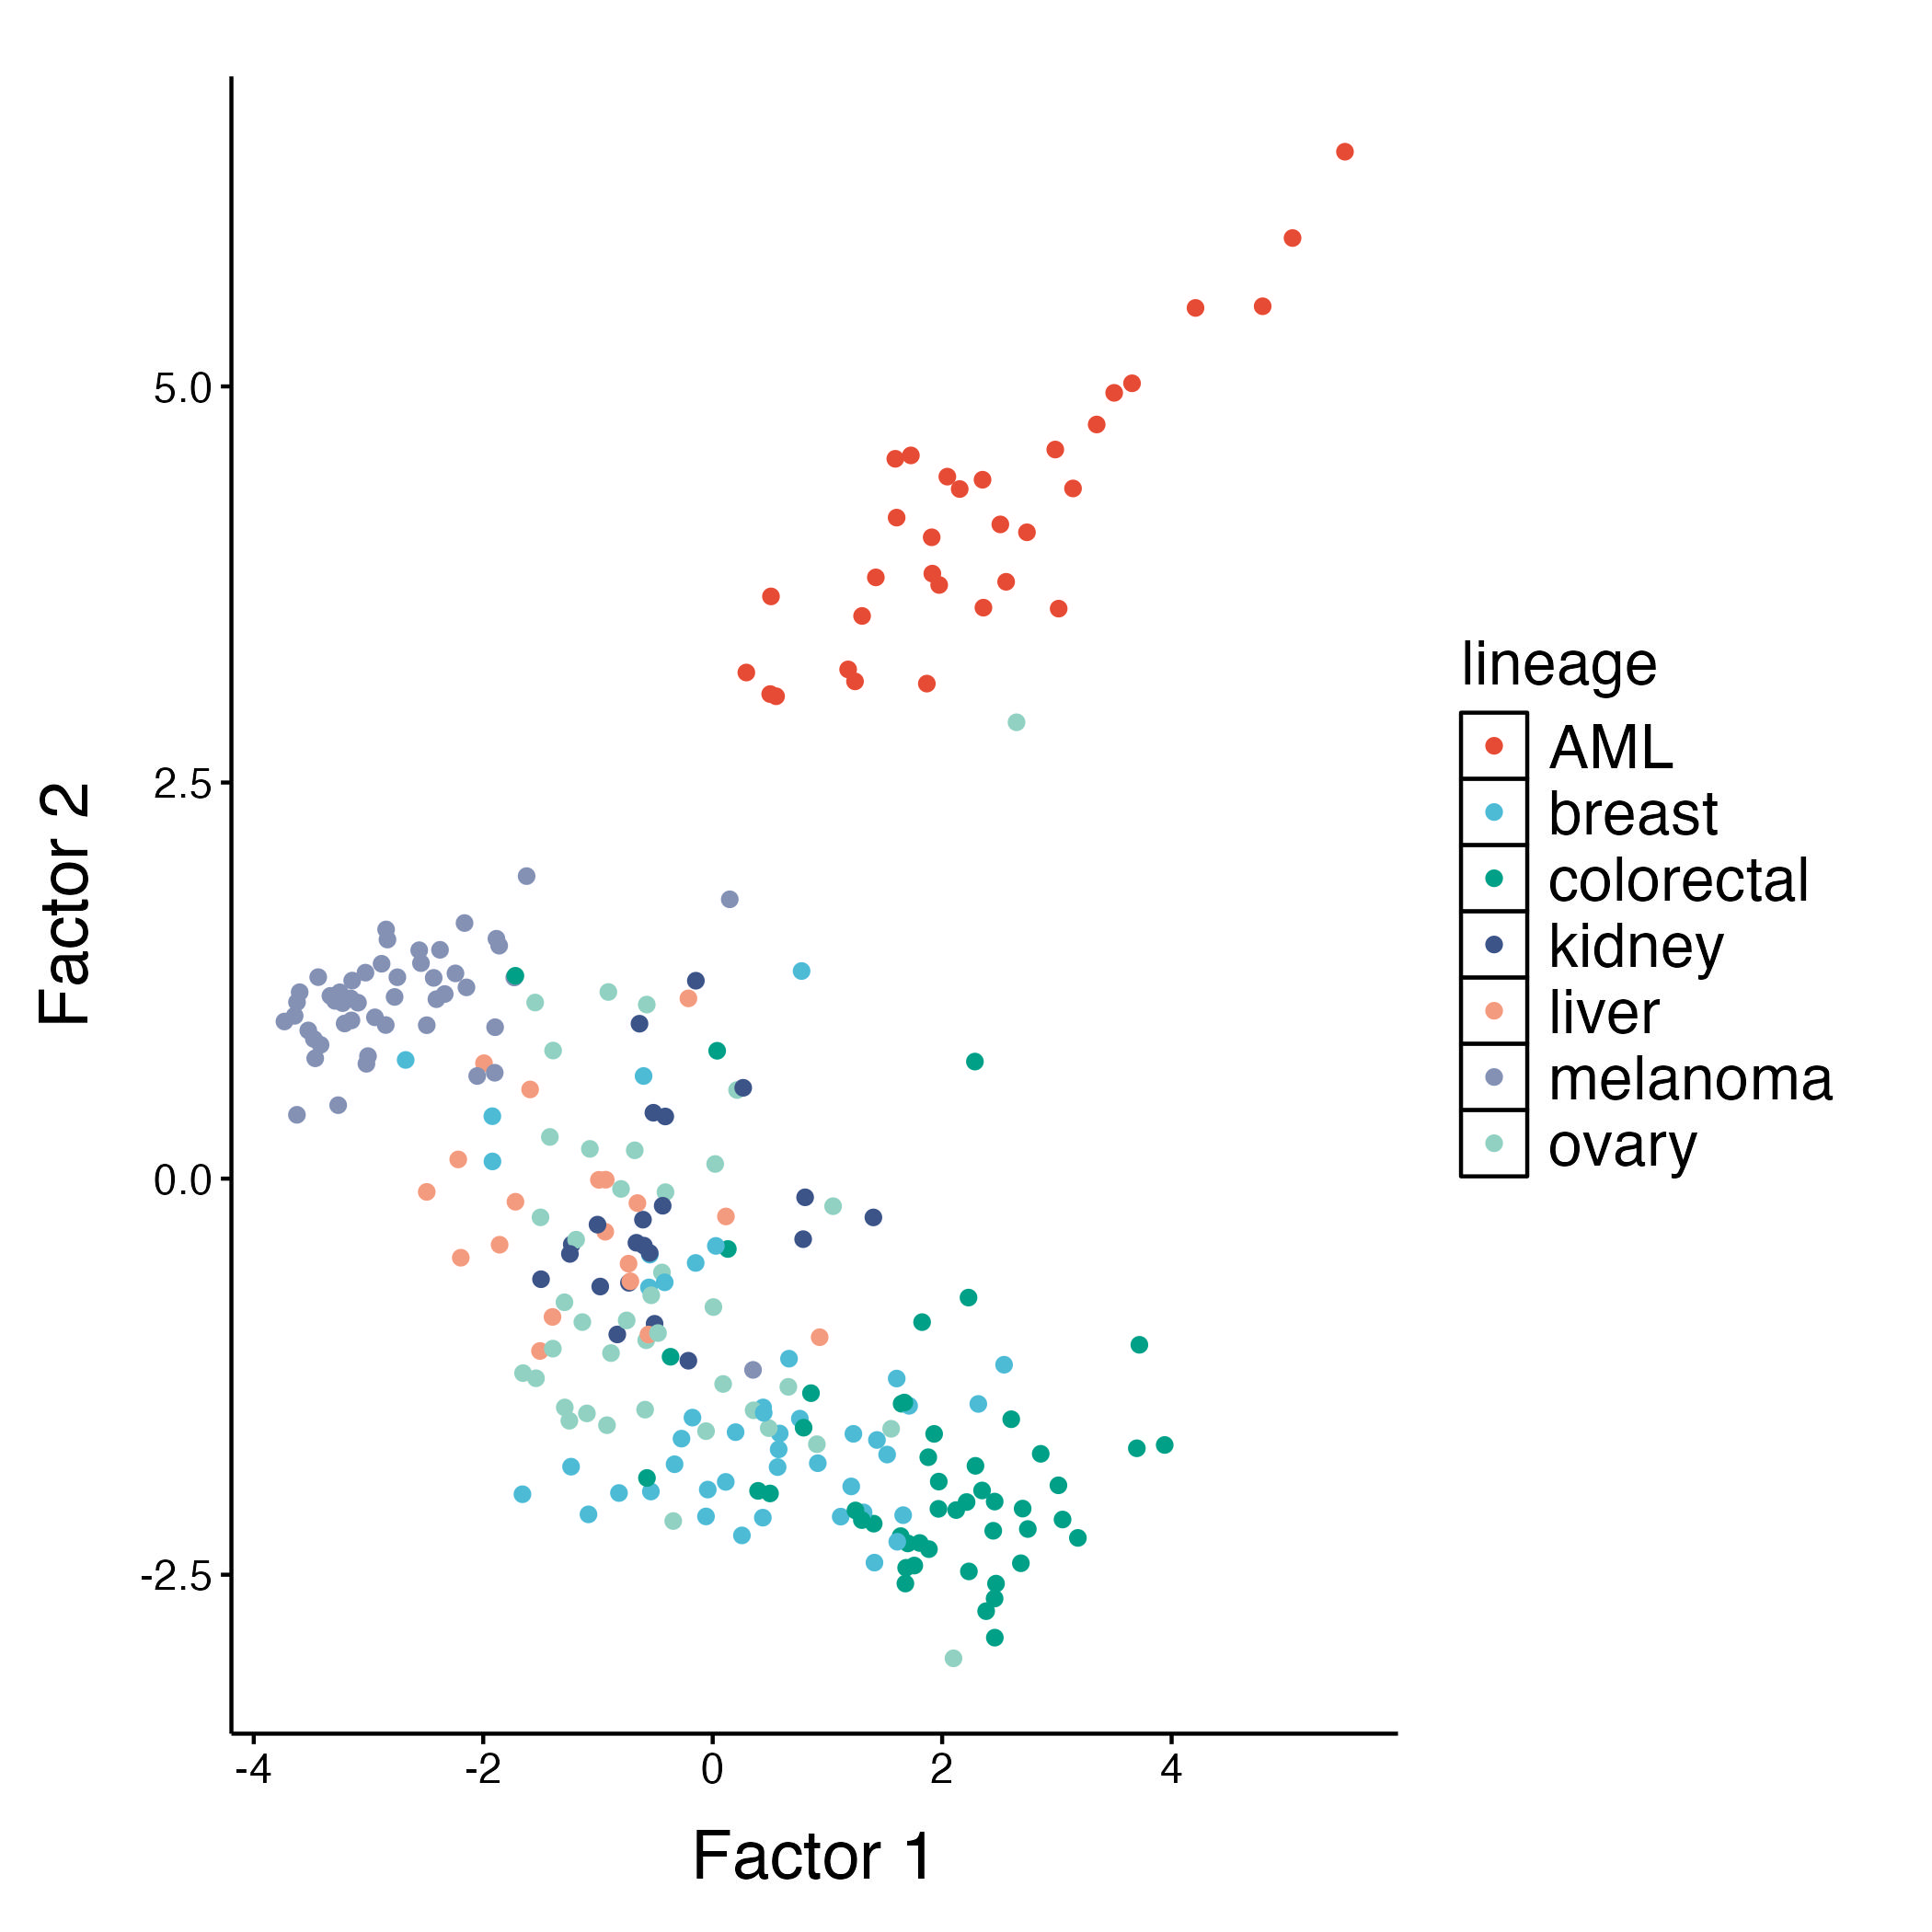 Factor 2
5.0
2.5
0.0
-2.5
-4 -2 0 2 4
Factor 1
lineage
AML
breast
colorectal
kidney
liver
melanoma
ovary